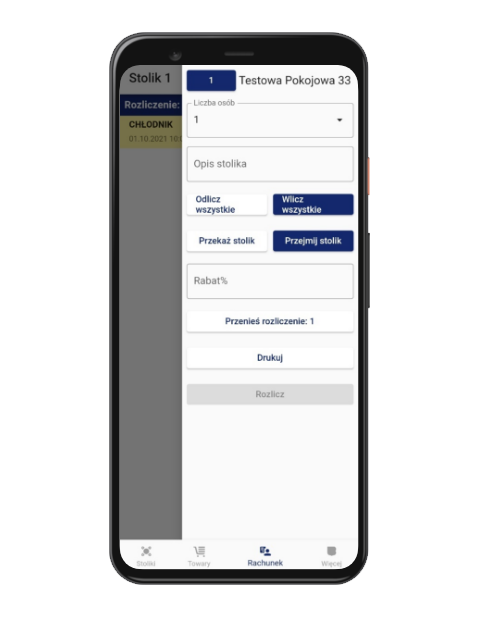 Stolik 1
1
Testowa Pokojowa 33
Rozliczenie:
Liczba osób
1
CHŁODNIK
01.10.2021 10:
Opis stolika
Odlicz
wszystkie
Wlicz
wszystkie
Przekaż stolik
Przejmij stolik
Rabat%
Przenieś rozliczenie: 1
Drukuj
Rozlicz
Stoliki
Towary
Rachunek
Więcej